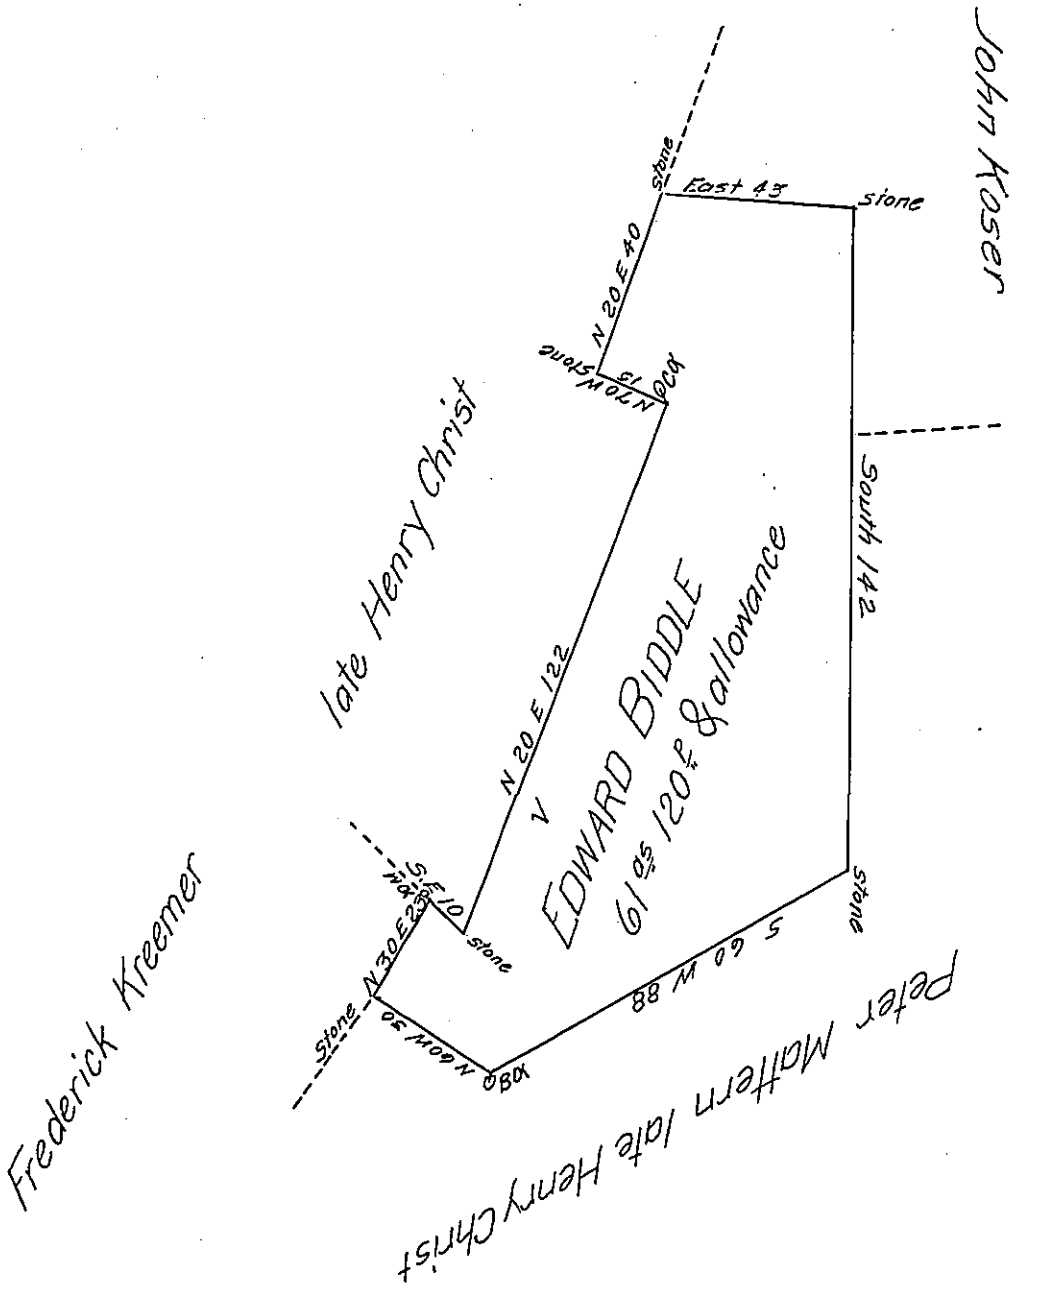 John Koser
stone
East 43
stone
N 20 E 40
Stone
N 70 W
15
late Henry Christ
South 142
N 20 E 122
V
EDWARD BIDDLE
61 as 120 P. & allowance
S.E 10
stone
N 30 E 23
Stone
N 60 W 30
S 60 W 88
Stone
Frederick Kreemer
Peter Mattern late Henry Christ